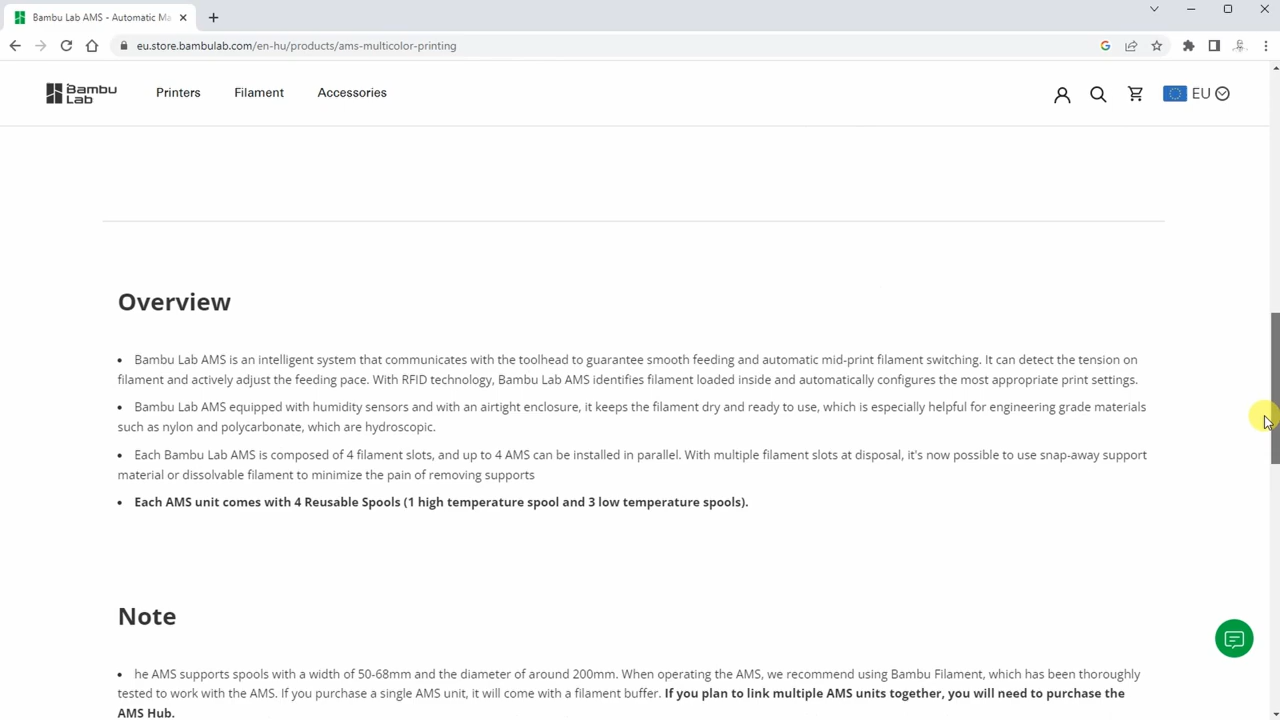 Bambu Lab AMS - Automatic Ma
eu.store.bambulab.com/en-hu/products/ams-multicolor-printing
Bambu
Lab
Printers
Filament
Accessories
EU
Overview
• Bambu Lab AMS is an intelligent system that communicates with the toolhead to guarantee smooth feeding and automatic mid-print filament switching. It can detect the tension on
filament and actively adjust the feeding pace. With RFID technology, Bambu Lab AMS identifies filament loaded inside and automatically configures the most appropriate print settings.
• Bambu Lab AMS equipped with humidity sensors and with an airtight enclosure, it keeps the filament dry and ready to use, which is especially helpful for engineering grade materials
such as nylon and polycarbonate, which are hydroscopic.
• Each Bambu Lab AMS is composed of 4 filament slots, and up to 4 AMS can be installed in parallel. With multiple filament slots at disposal, it's now possible to use snap-away support
material or dissolvable filament to minimize the pain of removing supports
• Each AMS unit comes with 4 Reusable Spools (1 high temperature spool and 3 low temperature spools).
Note
• he AMS supports spools with a width of 50-68mm and the diameter of around 200mm. When operating the AMS, we recommend using Bambu Filament, which has been thoroughly
tested to work with the AMS. If you purchase a single AMS unit, it will come with a filament buffer. If you plan to link multiple AMS units together, you will need to purchase the
AMS Hub.